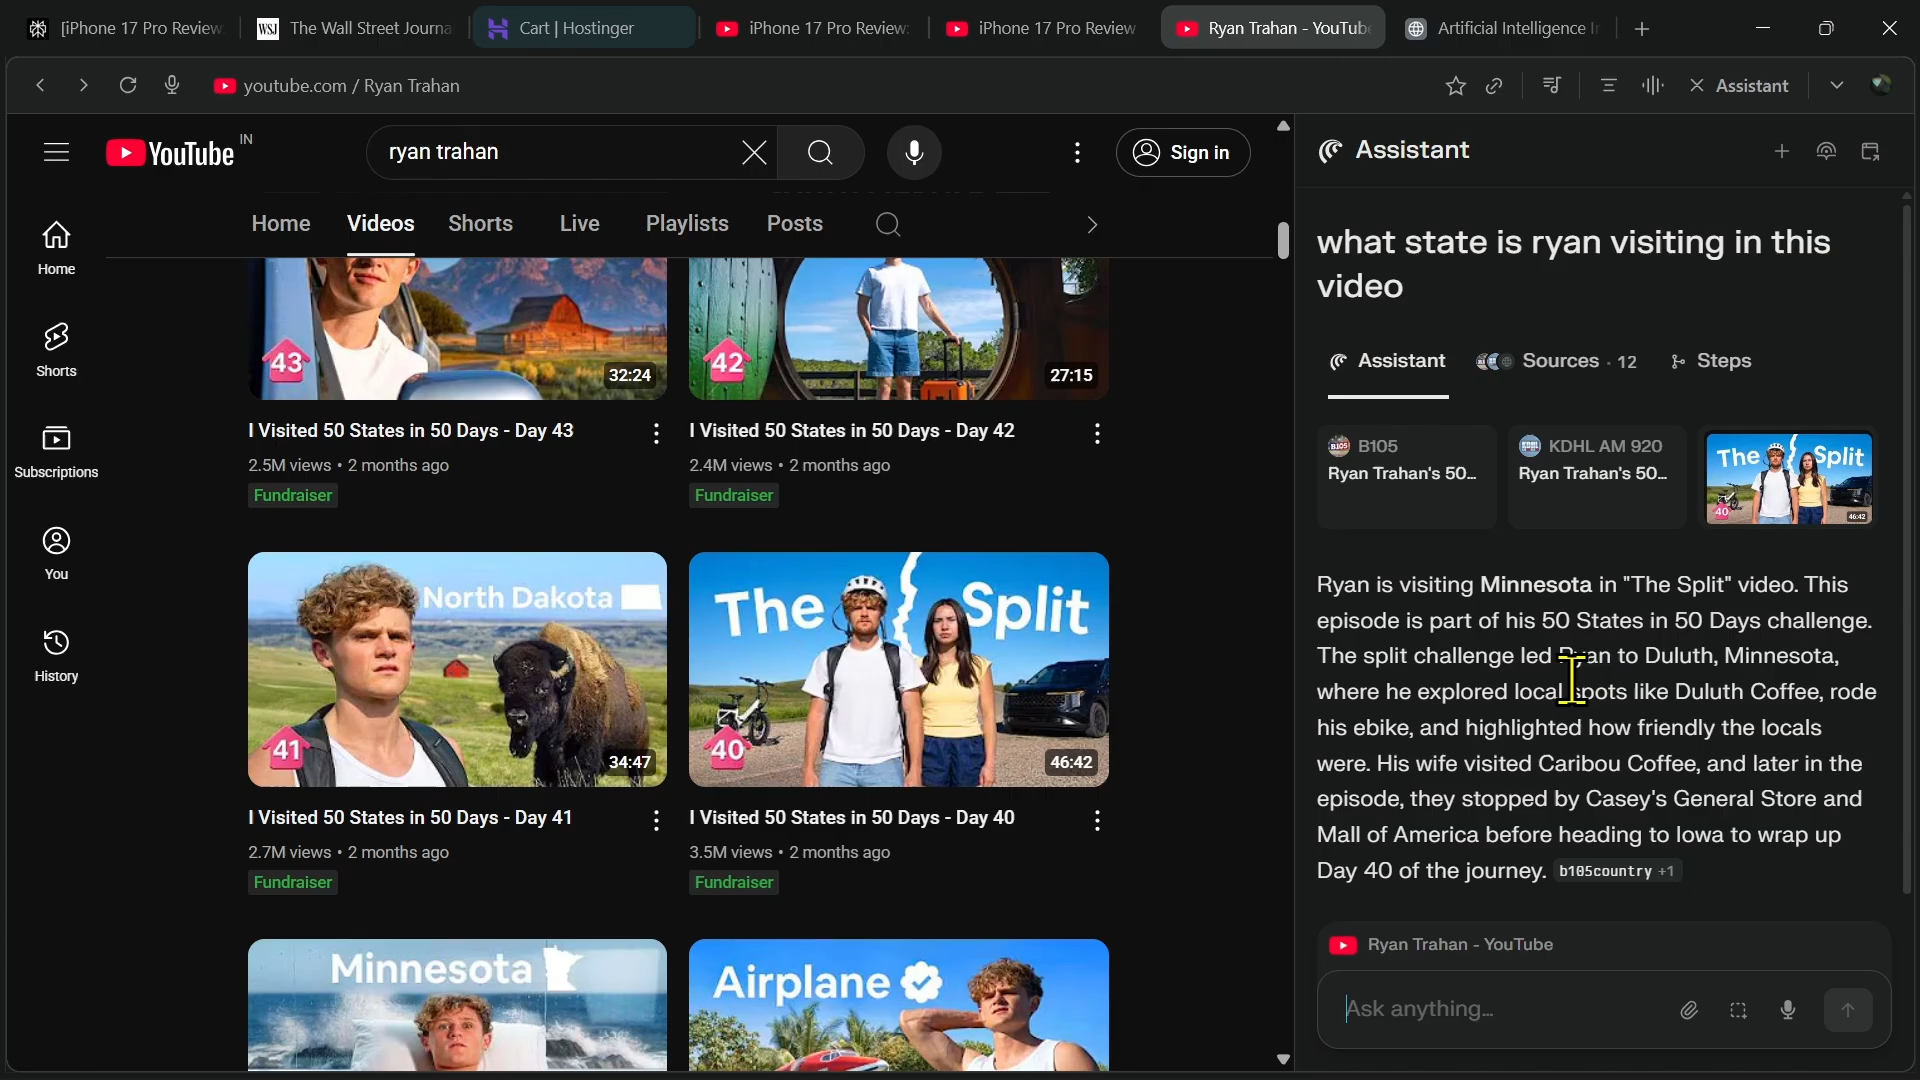 [iPhone 17 Pro Review
WSJ The Wall Street Journa
Cart | Hostinger
iPhone 17 Pro Review:
iPhone 17 Pro Review
Ryan Trahan - YouTube
Artificial Intelligence in
youtube.com / Ryan Trahan
Assistant
YouTube IN
ryan trahan
Sign in
Home
Shorts
Subscriptions
You
History
Home Videos Shorts Live Playlists Posts
43
32:24
42
27:15
I Visited 50 States in 50 Days - Day 43
2.5M views • 2 months ago
Fundraiser
I Visited 50 States in 50 Days - Day 42
2.4M views • 2 months ago
Fundraiser
North Dakota
41
34:47
The Split
40
46:42
I Visited 50 States in 50 Days - Day 41
2.7M views • 2 months ago
Fundraiser
I Visited 50 States in 50 Days - Day 40
3.5M views • 2 months ago
Fundraiser
Minnesota
Airplane
Assistant
what state is ryan visiting in this
video
Assistant Sources · 12 Steps
B105
Ryan Trahan's 50...
KDHL AM 920
Ryan Trahan's 50...
The Split
40
46:42
Ryan is visiting Minnesota in "The Split" video. This
episode is part of his 50 States in 50 Days challenge.
The split challenge led Ryan to Duluth, Minnesota,
where he explored local spots like Duluth Coffee, rode
his ebike, and highlighted how friendly the locals
were. His wife visited Caribou Coffee, and later in the
episode, they stopped by Casey's General Store and
Mall of America before heading to Iowa to wrap up
Day 40 of the journey. b105country +1
Ryan Trahan - YouTube
Ask anything...